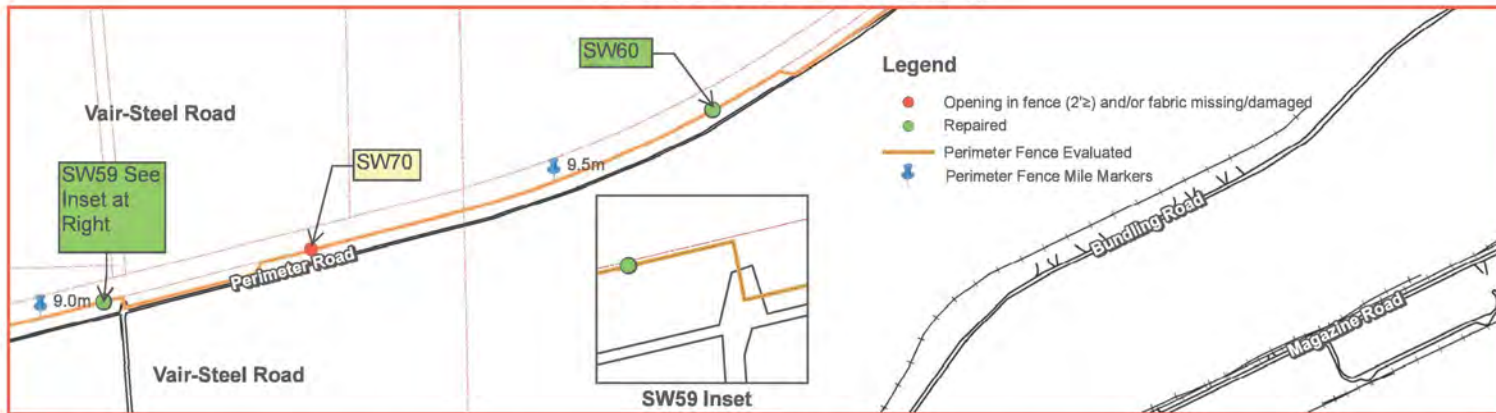 SW60
Legend
Opening in fence (2'≥) and/or fabric missing/damaged
Repaired
Perimeter Fence Evaluated
Perimeter Fence Mile Markers
Vair-Steel Road
SW59 See
Inset at
Right
SW70
9.5m
Perimeter Road
9.0m
Vair-Steel Road
SW59 Inset
Bundling Road
Magazine Road